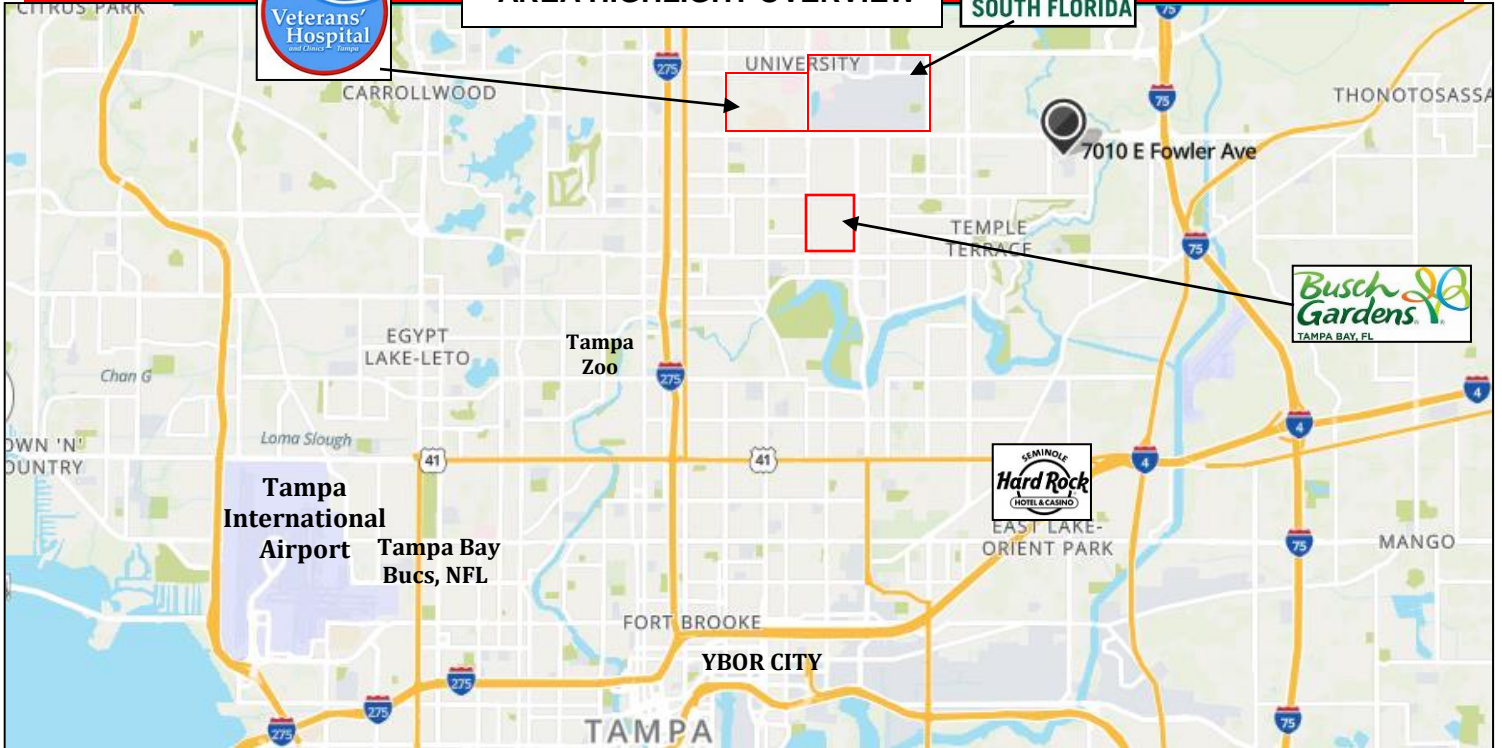 AREA HIGHLIGHT OVERVIEW
SOUTH FLORIDA
CITRUS PARK
Veterans'
Hospital
and Clinics Tampa
75
275
UNIVERSITY
CARROLLWOOD
75
THONOTOSASSA
7010 E Fowler Ave
TEMPLE
TERRACE
75
Busch
Gardens
TAMPA BAY, FL
EGYPT
LAKE-LETO
Tampa
Zoo
Chan G
275
4
4
OWN 'N'
OUNTRY
Loma Slough
41
41
4
SEMINOLE
Hard Rock
HOTEL & CASINO
Tampa
International
Airport
Tampa Bay
Bucs, NFL
EAST LAKE-
ORIENT PARK
75
MANGO
FORT BROOKE
YBOR CITY
275
275
275
TAMPA
75